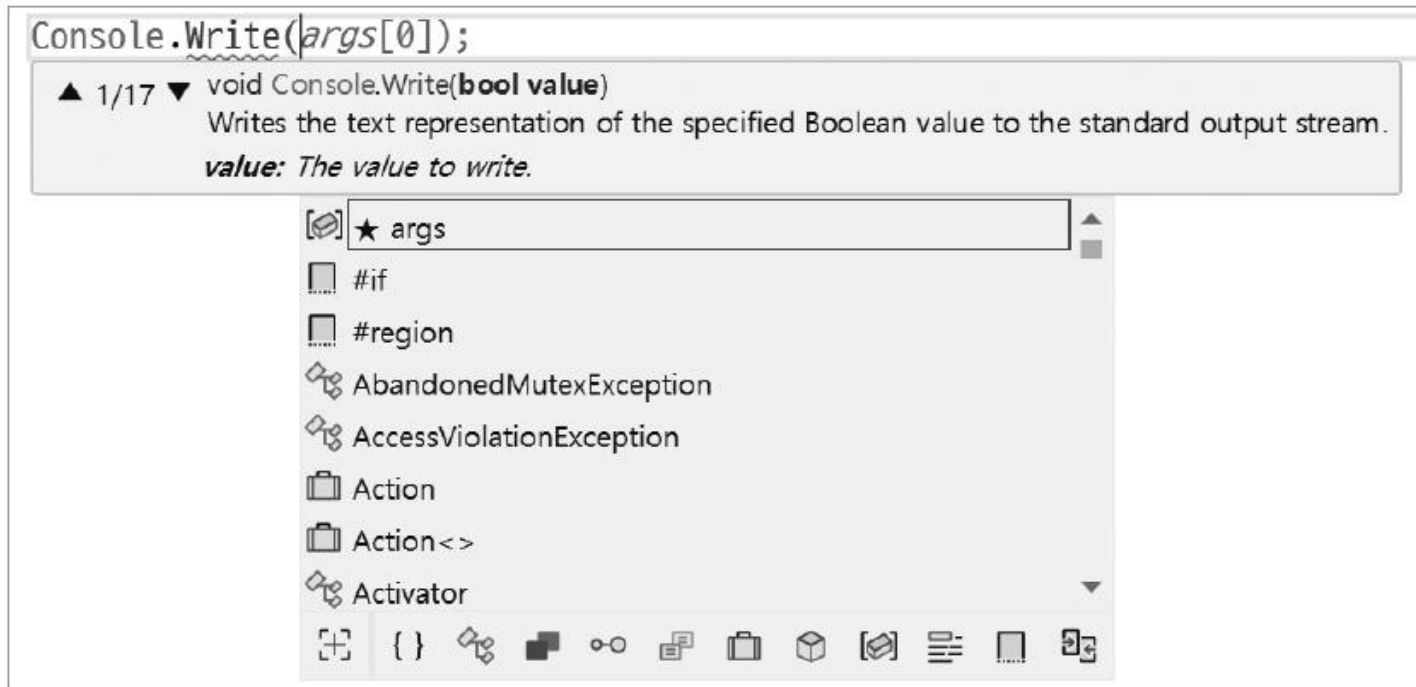 Console.Write(args[0]);
▲ 1/17 ▼ void Console.Write(bool value)
Writes the text representation of the specified Boolean value to the standard output stream.
value: The value to write.
★ args
#if
#region
AbandonedMutexException
AccessViolationException
Action
Action<>
Activator